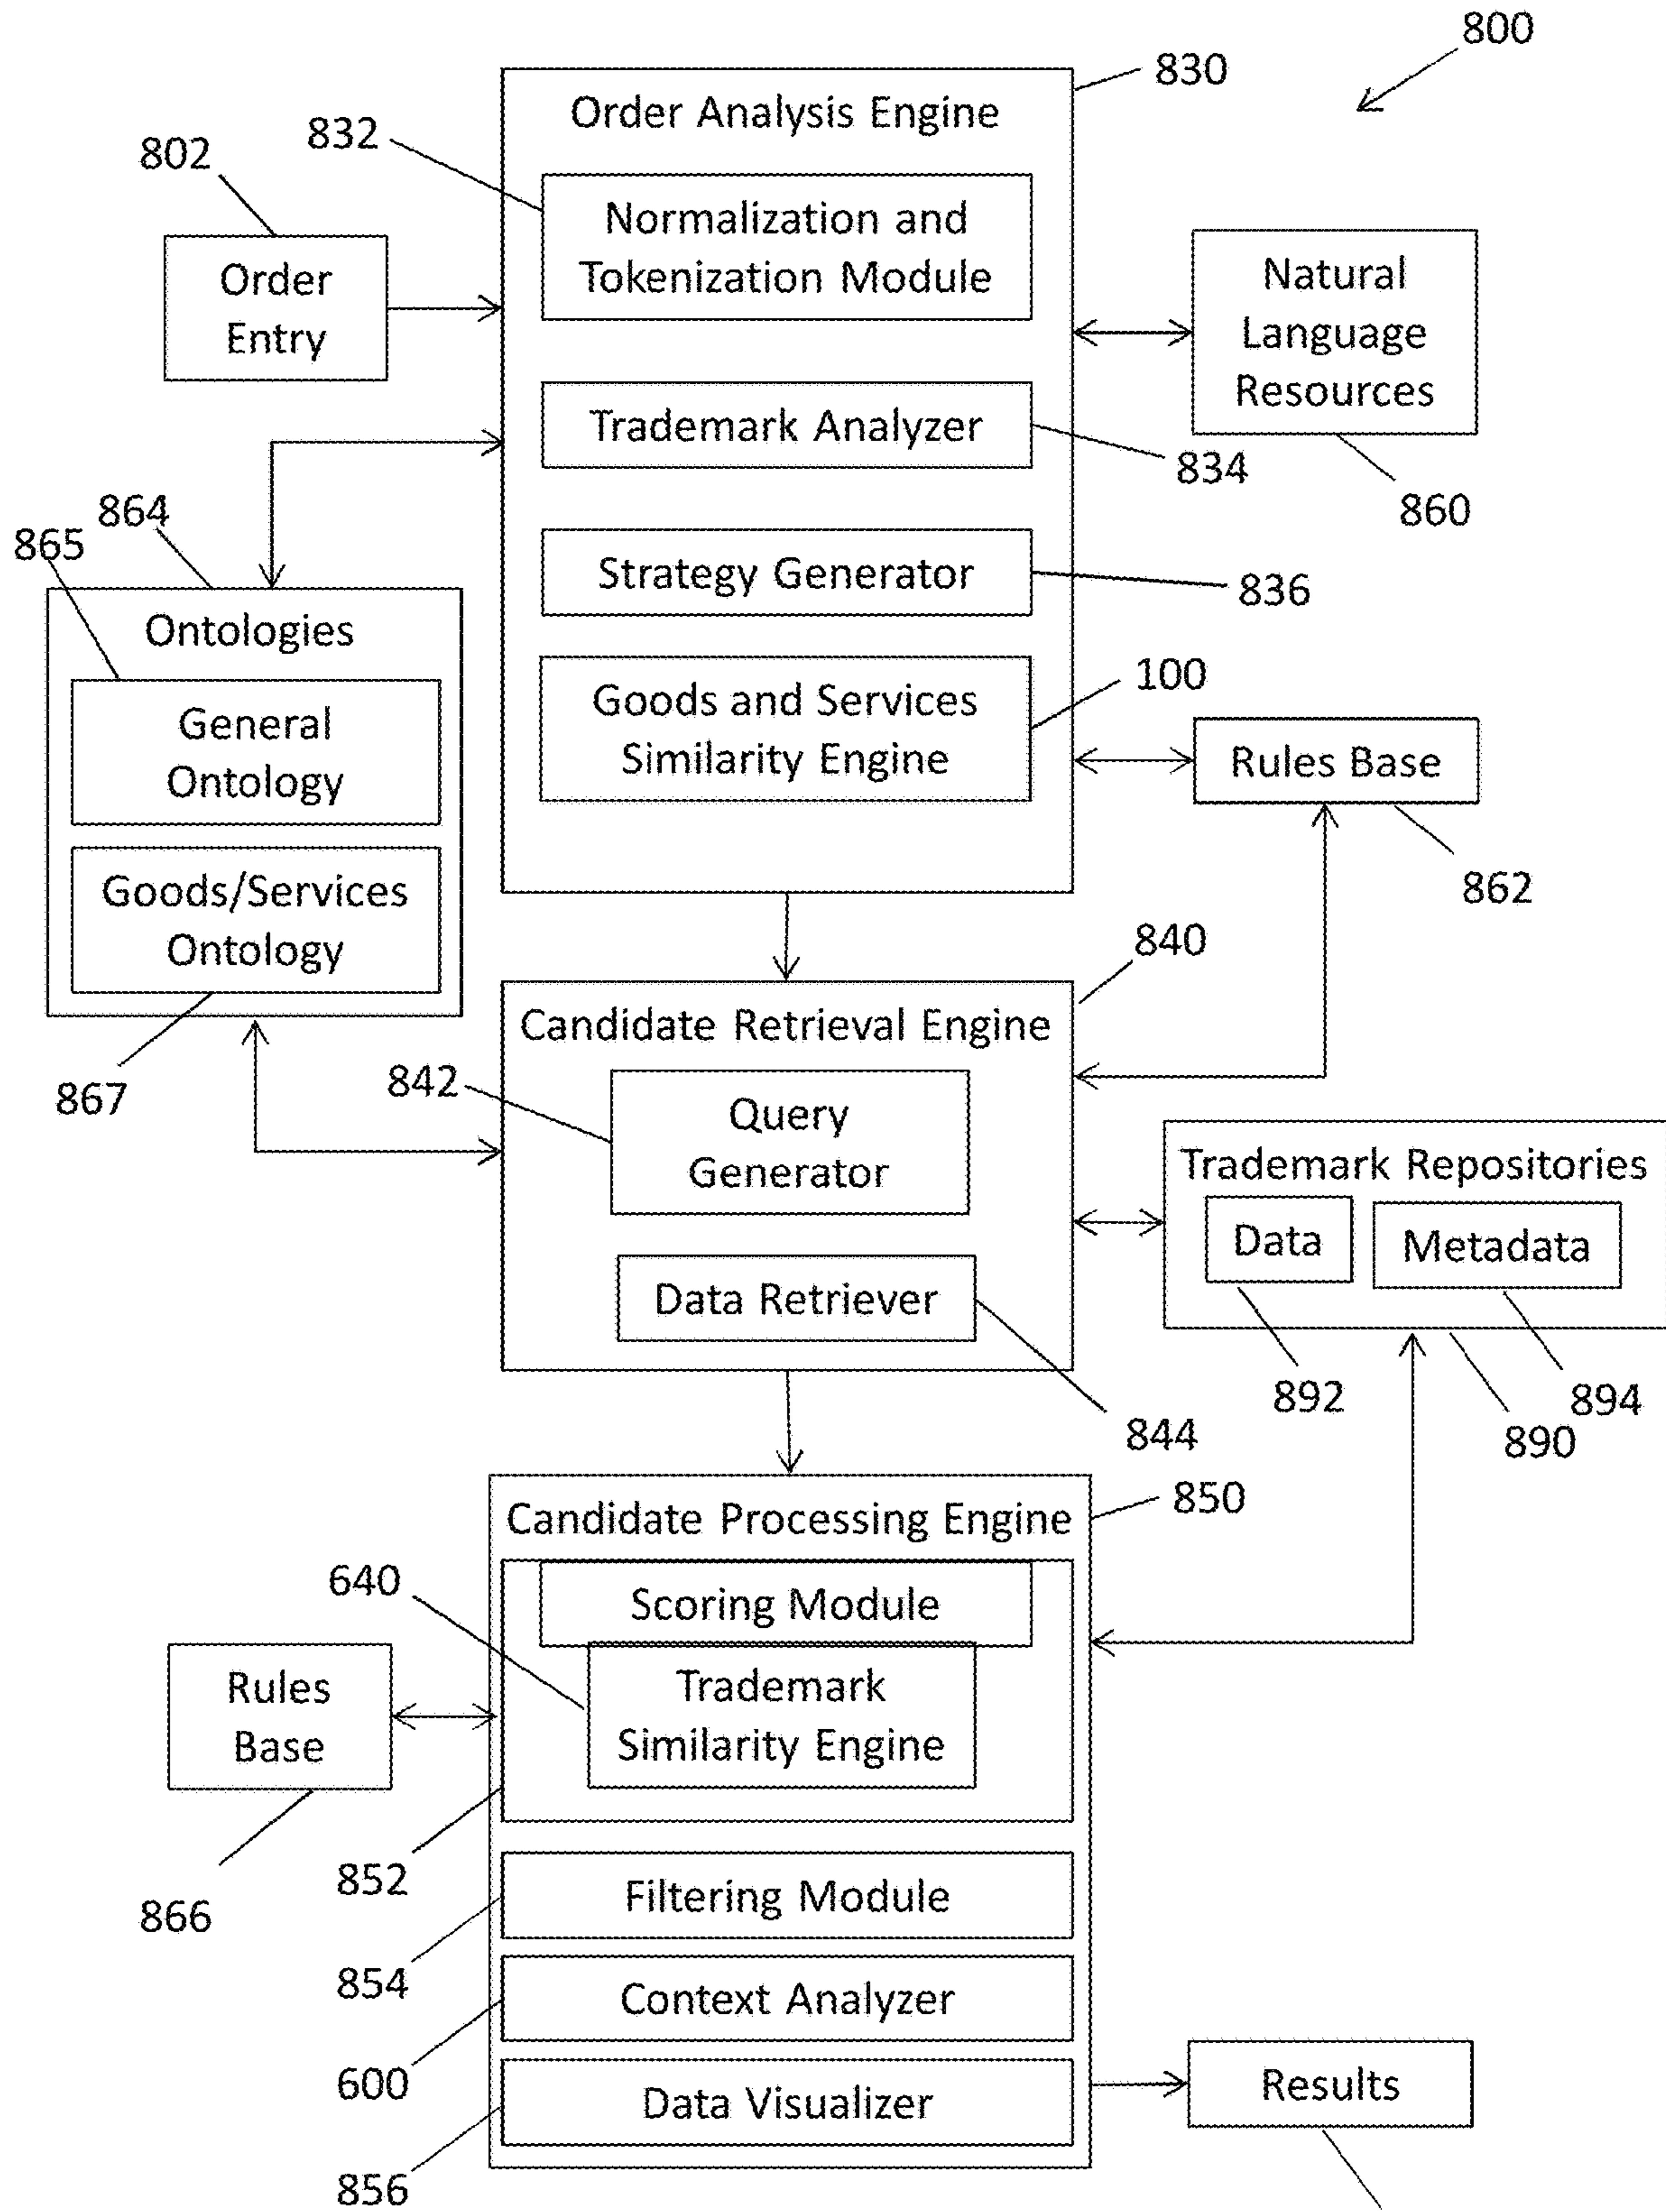 800
830
Order Analysis Engine
832
802
Normalization and
Tokenization Module
Order
Entry
Natural
Language
Resources
Trademark Analyzer
834
860
864
865
Strategy Generator
836
Ontologies
General
Ontology
Goods and Services
Similarity Engine
100
Rules Base
862
Goods/Services
Ontology
867
840
Candidate Retrieval Engine
842
Query
Generator
Trademark Repositories
Data
Metadata
Data Retriever
892
894
844
890
Candidate Processing Engine
850
640
Scoring Module
Trademark
Similarity Engine
Rules
Base
852
866
Filtering Module
854
Context Analyzer
600
Data Visualizer
856
Results